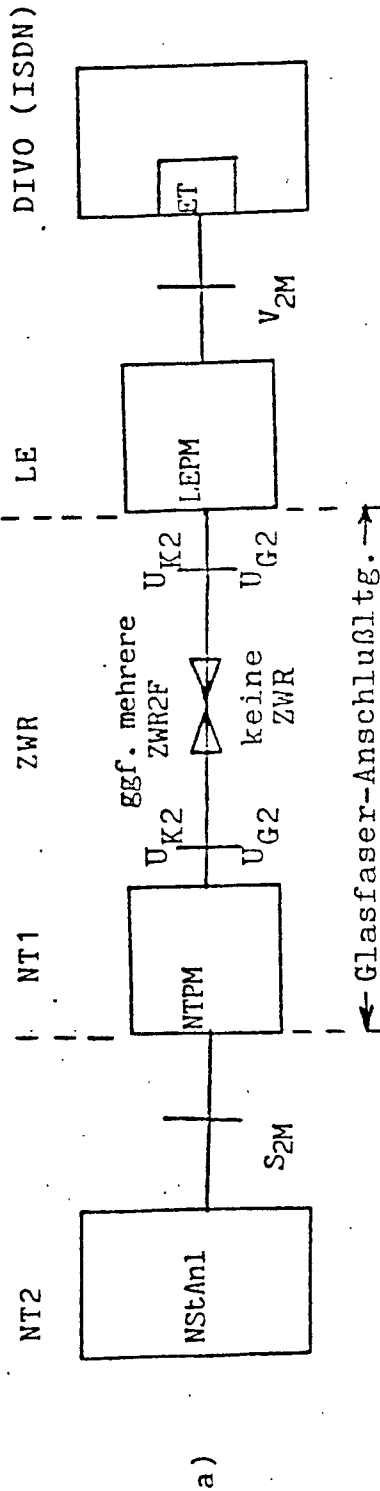 a)
NT2
NT1
ZWR
LE
DIVO (ISDN)
NStAnl
S2M
NTPM
UK2
UG2
ggf. mehrere
ZWR2F
keine
ZWR
UK2
UG2
LEPM
V2M
ET
Glasfaser-Anschlußltg.